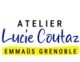 ATELIER
Lucie Coutaz
EMMAÜS GRENOBLE